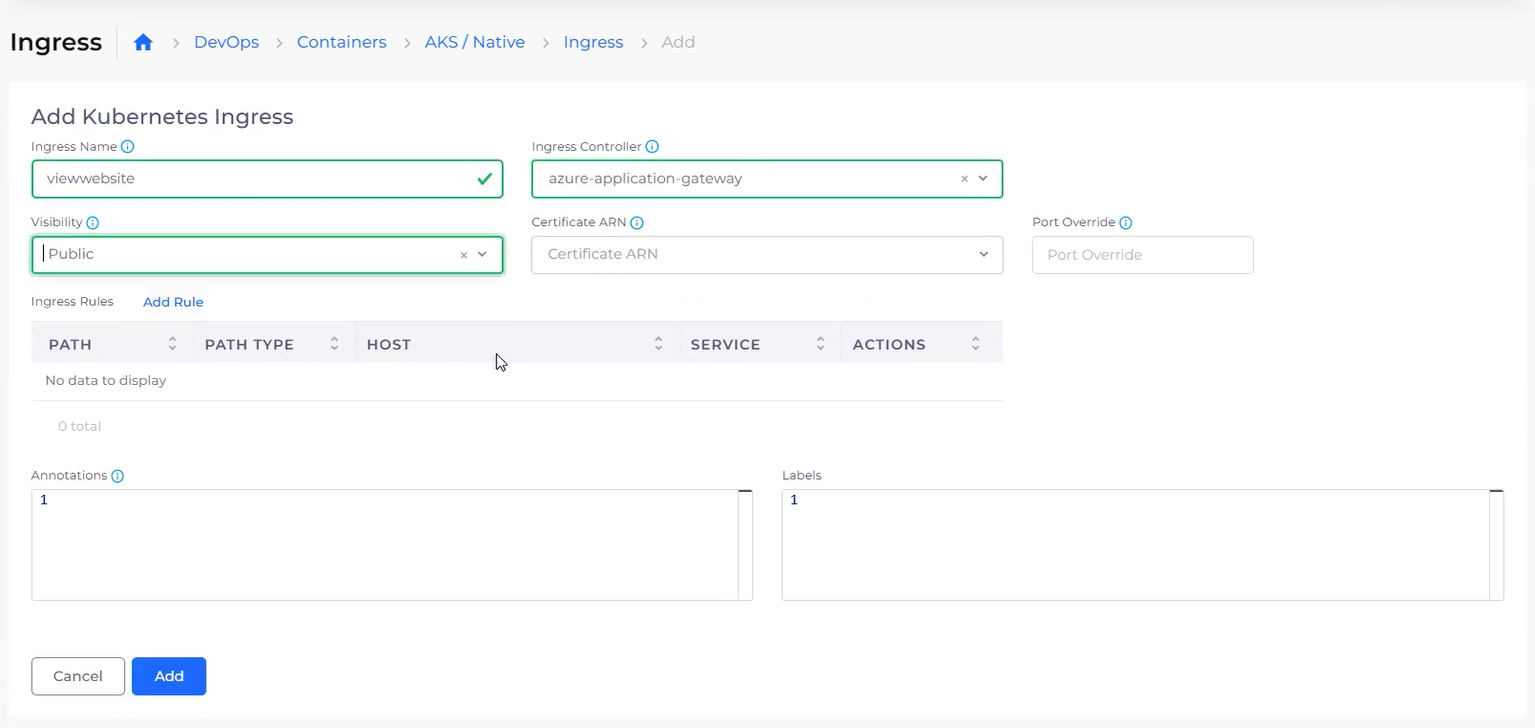 Ingress DevOps Containers AKS / Native Ingress Add
Add Kubernetes Ingress
Ingress Name Ingress Controller
viewwebsite azure-application-gateway
Visibility Certificate ARN Port Override
Public Certificate ARN Port Override
Ingress Rules Add Rule
PATH PATH TYPE HOST SERVICE ACTIONS
No data to display
0 total
Annotations Labels
1 1
Cancel Add